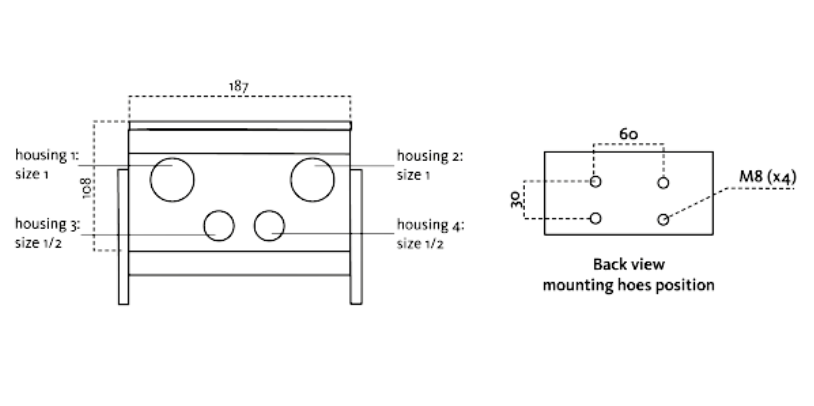 187
housing 1:
size 1
housing 2:
size 1
108
housing 3:
size 1/2
housing 4:
size 1/2
60
30
M8 (x4)
Back view
mounting hoes position